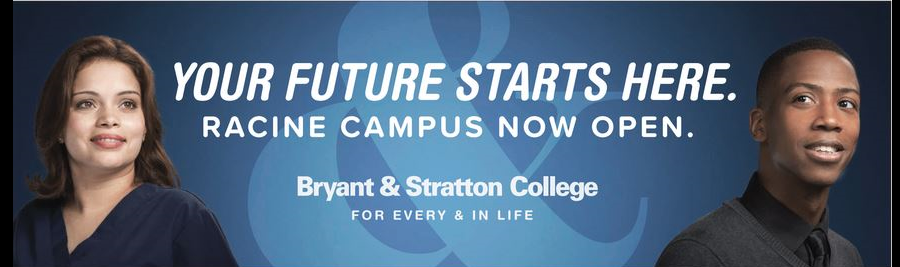 YOUR FUTURE STARTS HERE.
RACINE CAMPUS NOW OPEN.
Bryant & Stratton College
FOR EVERY & IN LIFE